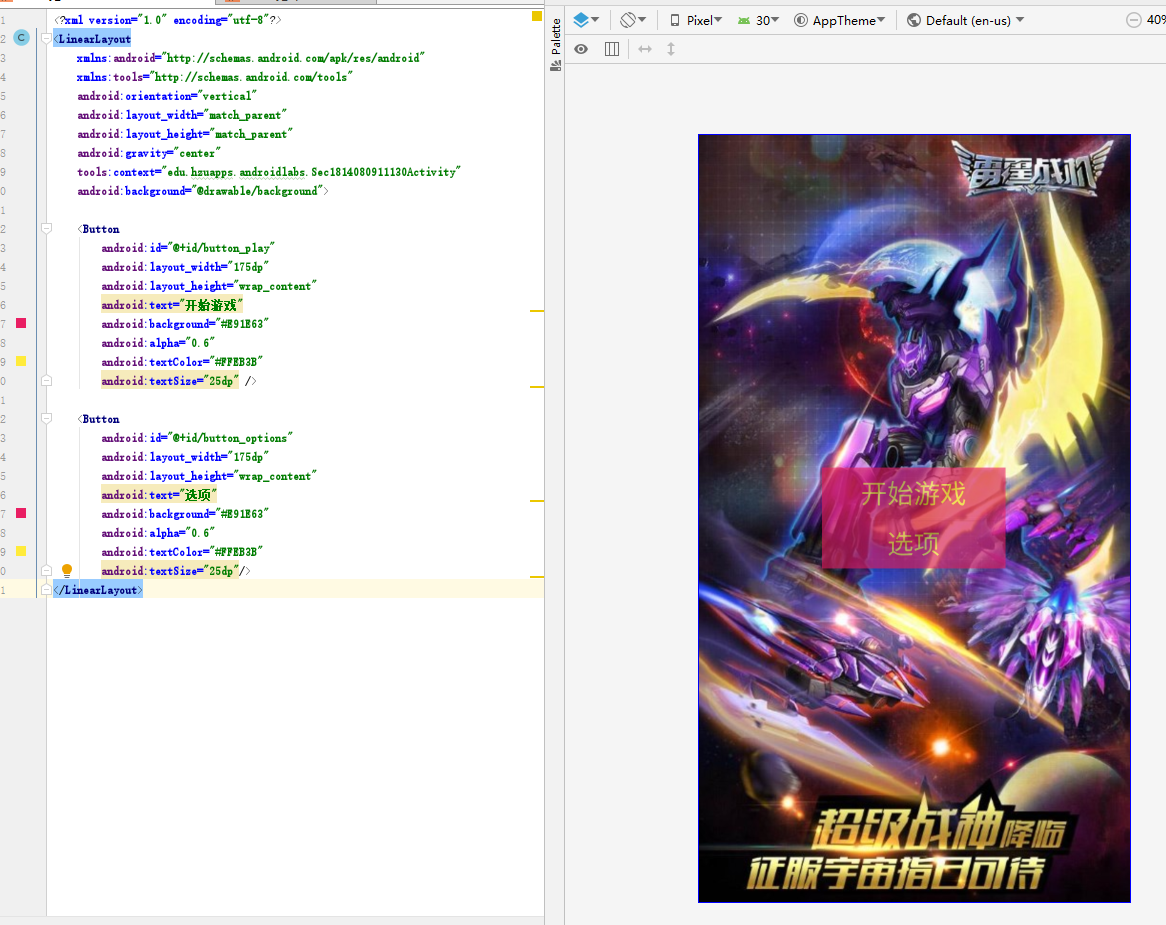 <?xml version="1.0" encoding="utf-8"?>
<LinearLayout
xmlns:android="http://schemas.android.com/apk/res/android"
xmlns:tools="http://schemas.android.com/tools"
android:orientation="vertical"
android:layout_width="match_parent"
android:layout_height="match_parent"
android:gravity="center"
tools:context="edu.hzuapps.androidlabs.Sec1814080911130Activity"
android:background="@drawable/background">
<Button
android:id="@+id/button_play"
android:layout_width="175dp"
android:layout_height="wrap_content"
android:text="开始游戏"
android:background="#E91E63"
android:alpha="0.6"
android:textColor="#FFEB3B"
android:textSize="25dp" />
<Button
android:id="@+id/button_options"
android:layout_width="175dp"
android:layout_height="wrap_content"
android:text="选项"
android:background="#E91E63"
android:alpha="0.6"
android:textColor="#FFEB3B"
android:textSize="25dp"/>
</LinearLayout>
Palette
Pixel 30 AppTheme Default (en-us) 40%
雷霆战机
开始游戏
选项
超级战神降临
征服宇宙指日可待